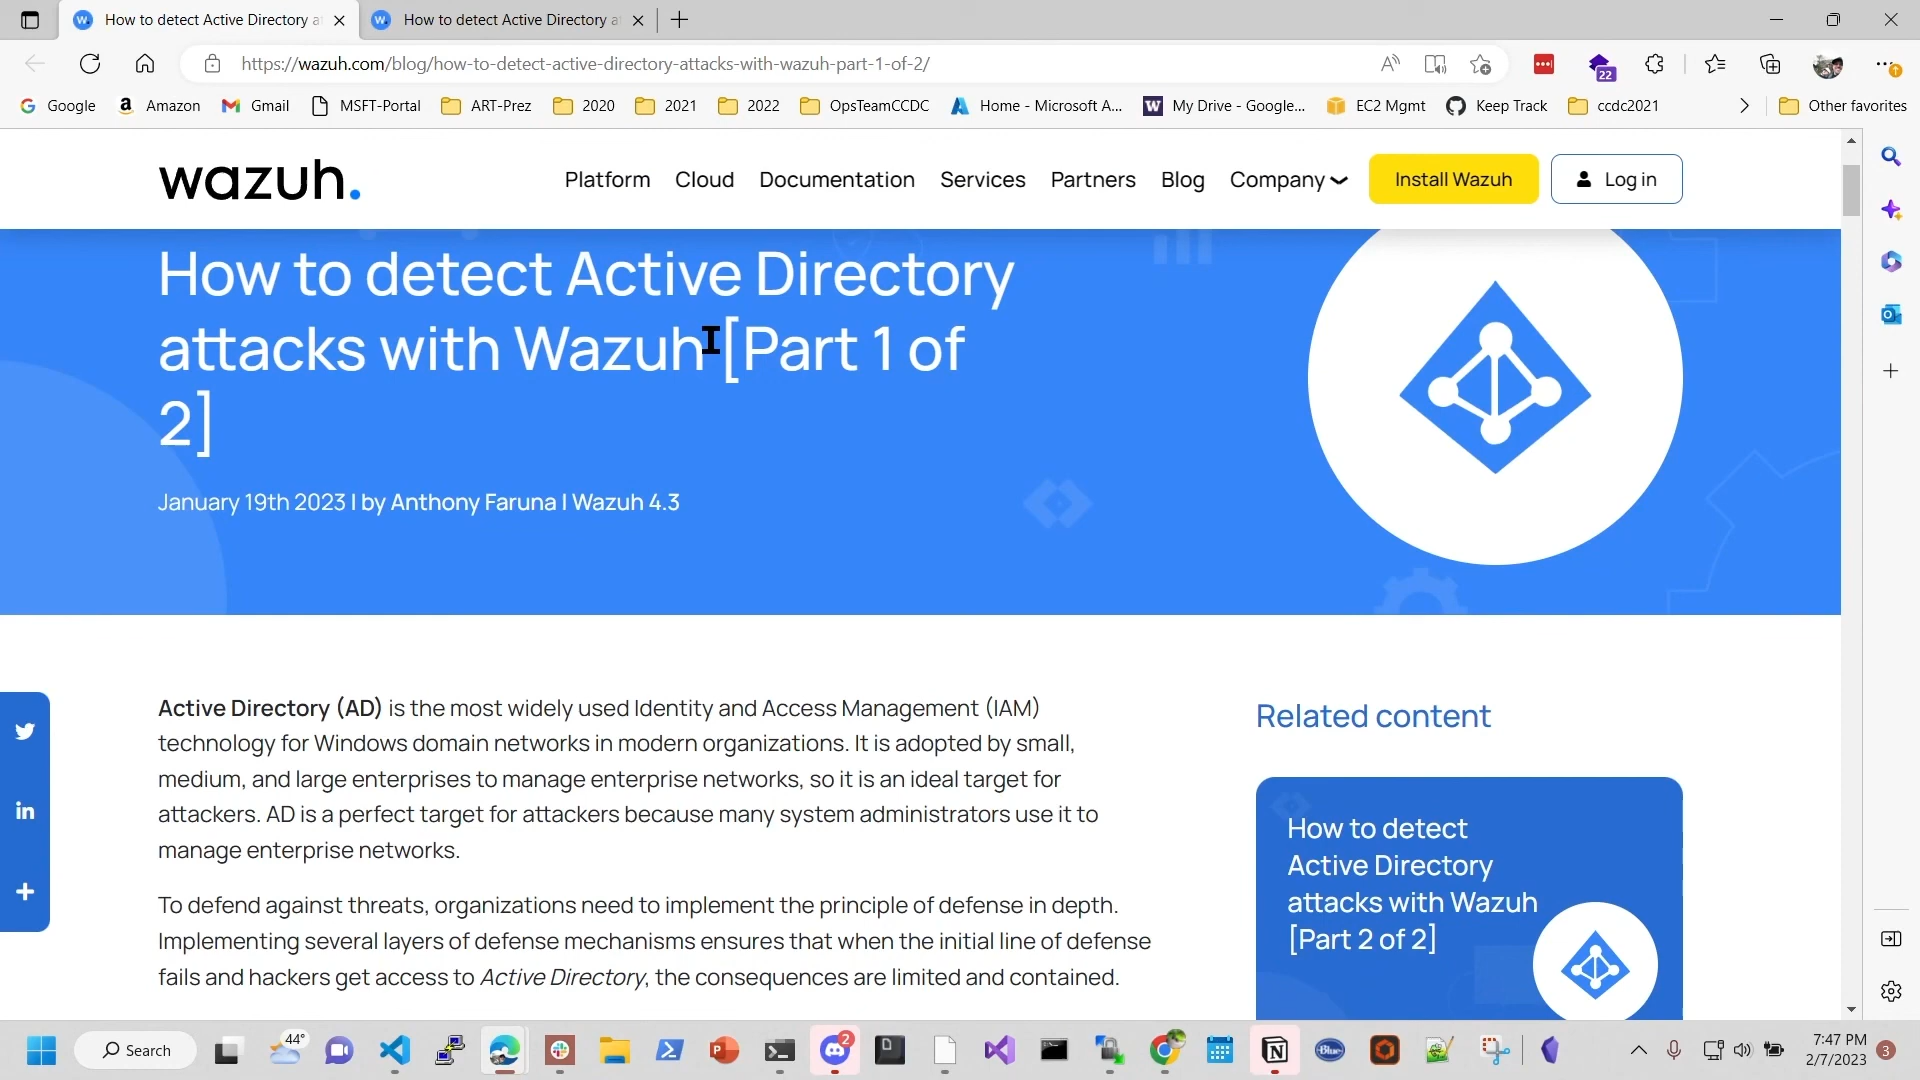 How to detect Active Directory a
How to detect Active Directory a
https://wazuh.com/blog/how-to-detect-active-directory-attacks-with-wazuh-part-1-of-2/
22
Google
Amazon
Gmail
MSFT-Portal
ART-Prez
2020
2021
2022
OpsTeamCCDC
Home - Microsoft A...
My Drive - Google...
EC2 Mgmt
Keep Track
ccdc2021
Other favorites
wazuh.
Platform
Cloud
Documentation
Services
Partners
Blog
Company
Install Wazuh
Log in
How to detect Active Directory
attacks with Wazuh [Part 1 of
2]
January 19th 2023 | by Anthony Faruna | Wazuh 4.3
Active Directory (AD) is the most widely used Identity and Access Management (IAM)
technology for Windows domain networks in modern organizations. It is adopted by small,
medium, and large enterprises to manage enterprise networks, so it is an ideal target for
attackers. AD is a perfect target for attackers because many system administrators use it to
manage enterprise networks.
To defend against threats, organizations need to implement the principle of defense in depth.
Implementing several layers of defense mechanisms ensures that when the initial line of defense
fails and hackers get access to Active Directory, the consequences are limited and contained.
Related content
How to detect
Active Directory
attacks with Wazuh
[Part 2 of 2]
Search
44°
2
Blue
7:47 PM
2/7/2023
3